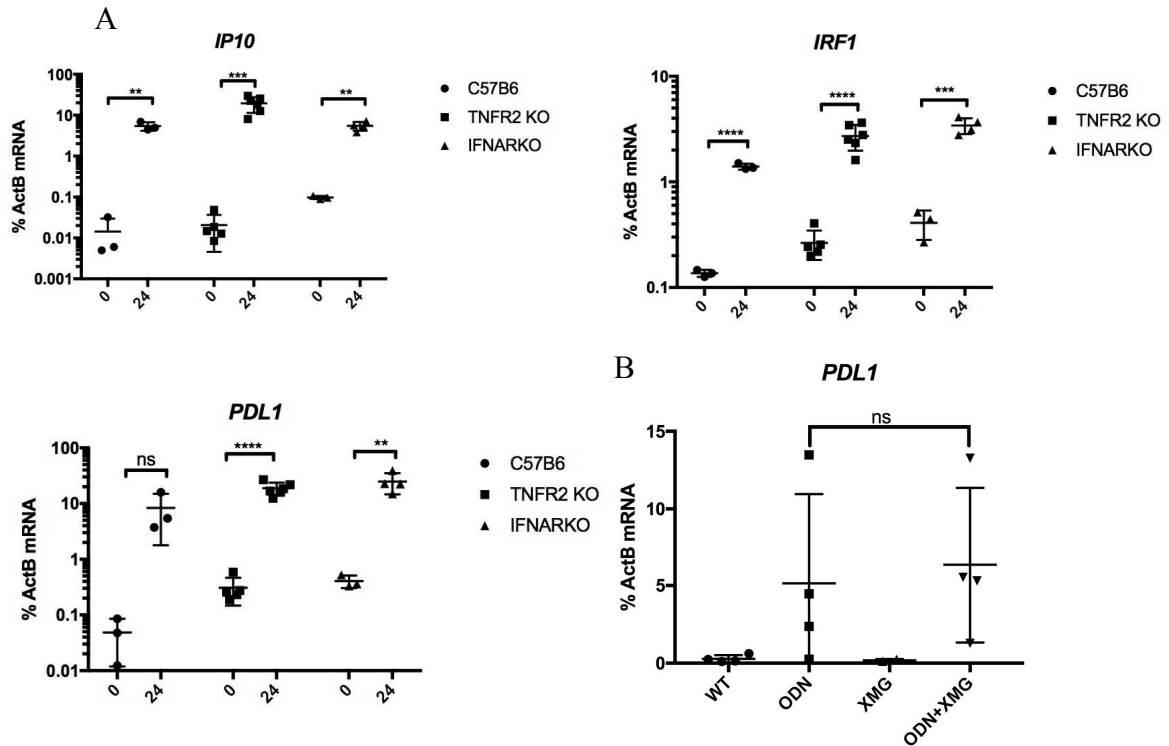 A
IP10
** *** **
100
10
1
0.1
0.01
0.001
% ActB mRNA
0 24 0 24 0 24
C57B6
TNFR2 KO
IFNARKO
IRF1
**** **** ***
10
1
0.1
% ActB mRNA
0 24 0 24 0 24
C57B6
TNFR2 KO
IFNARKO
PDL1
ns **** **
100
10
1
0.1
0.01
% ActB mRNA
0 24 0 24 0 24
C57B6
TNFR2 KO
IFNARKO
B
PDL1
ns
15
10
5
0
% ActB mRNA
WT ODN XMG ODN+XMG